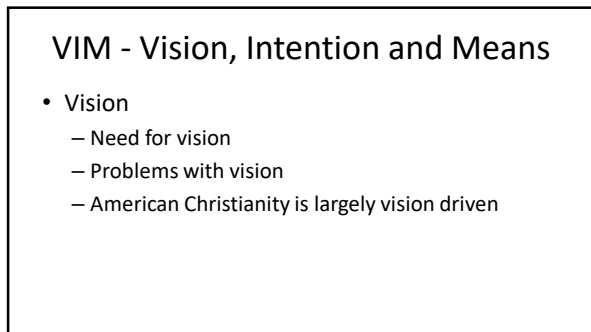 VIM - Vision, Intention and Means
• Vision
– Need for vision
– Problems with vision
– American Christianity is largely vision driven